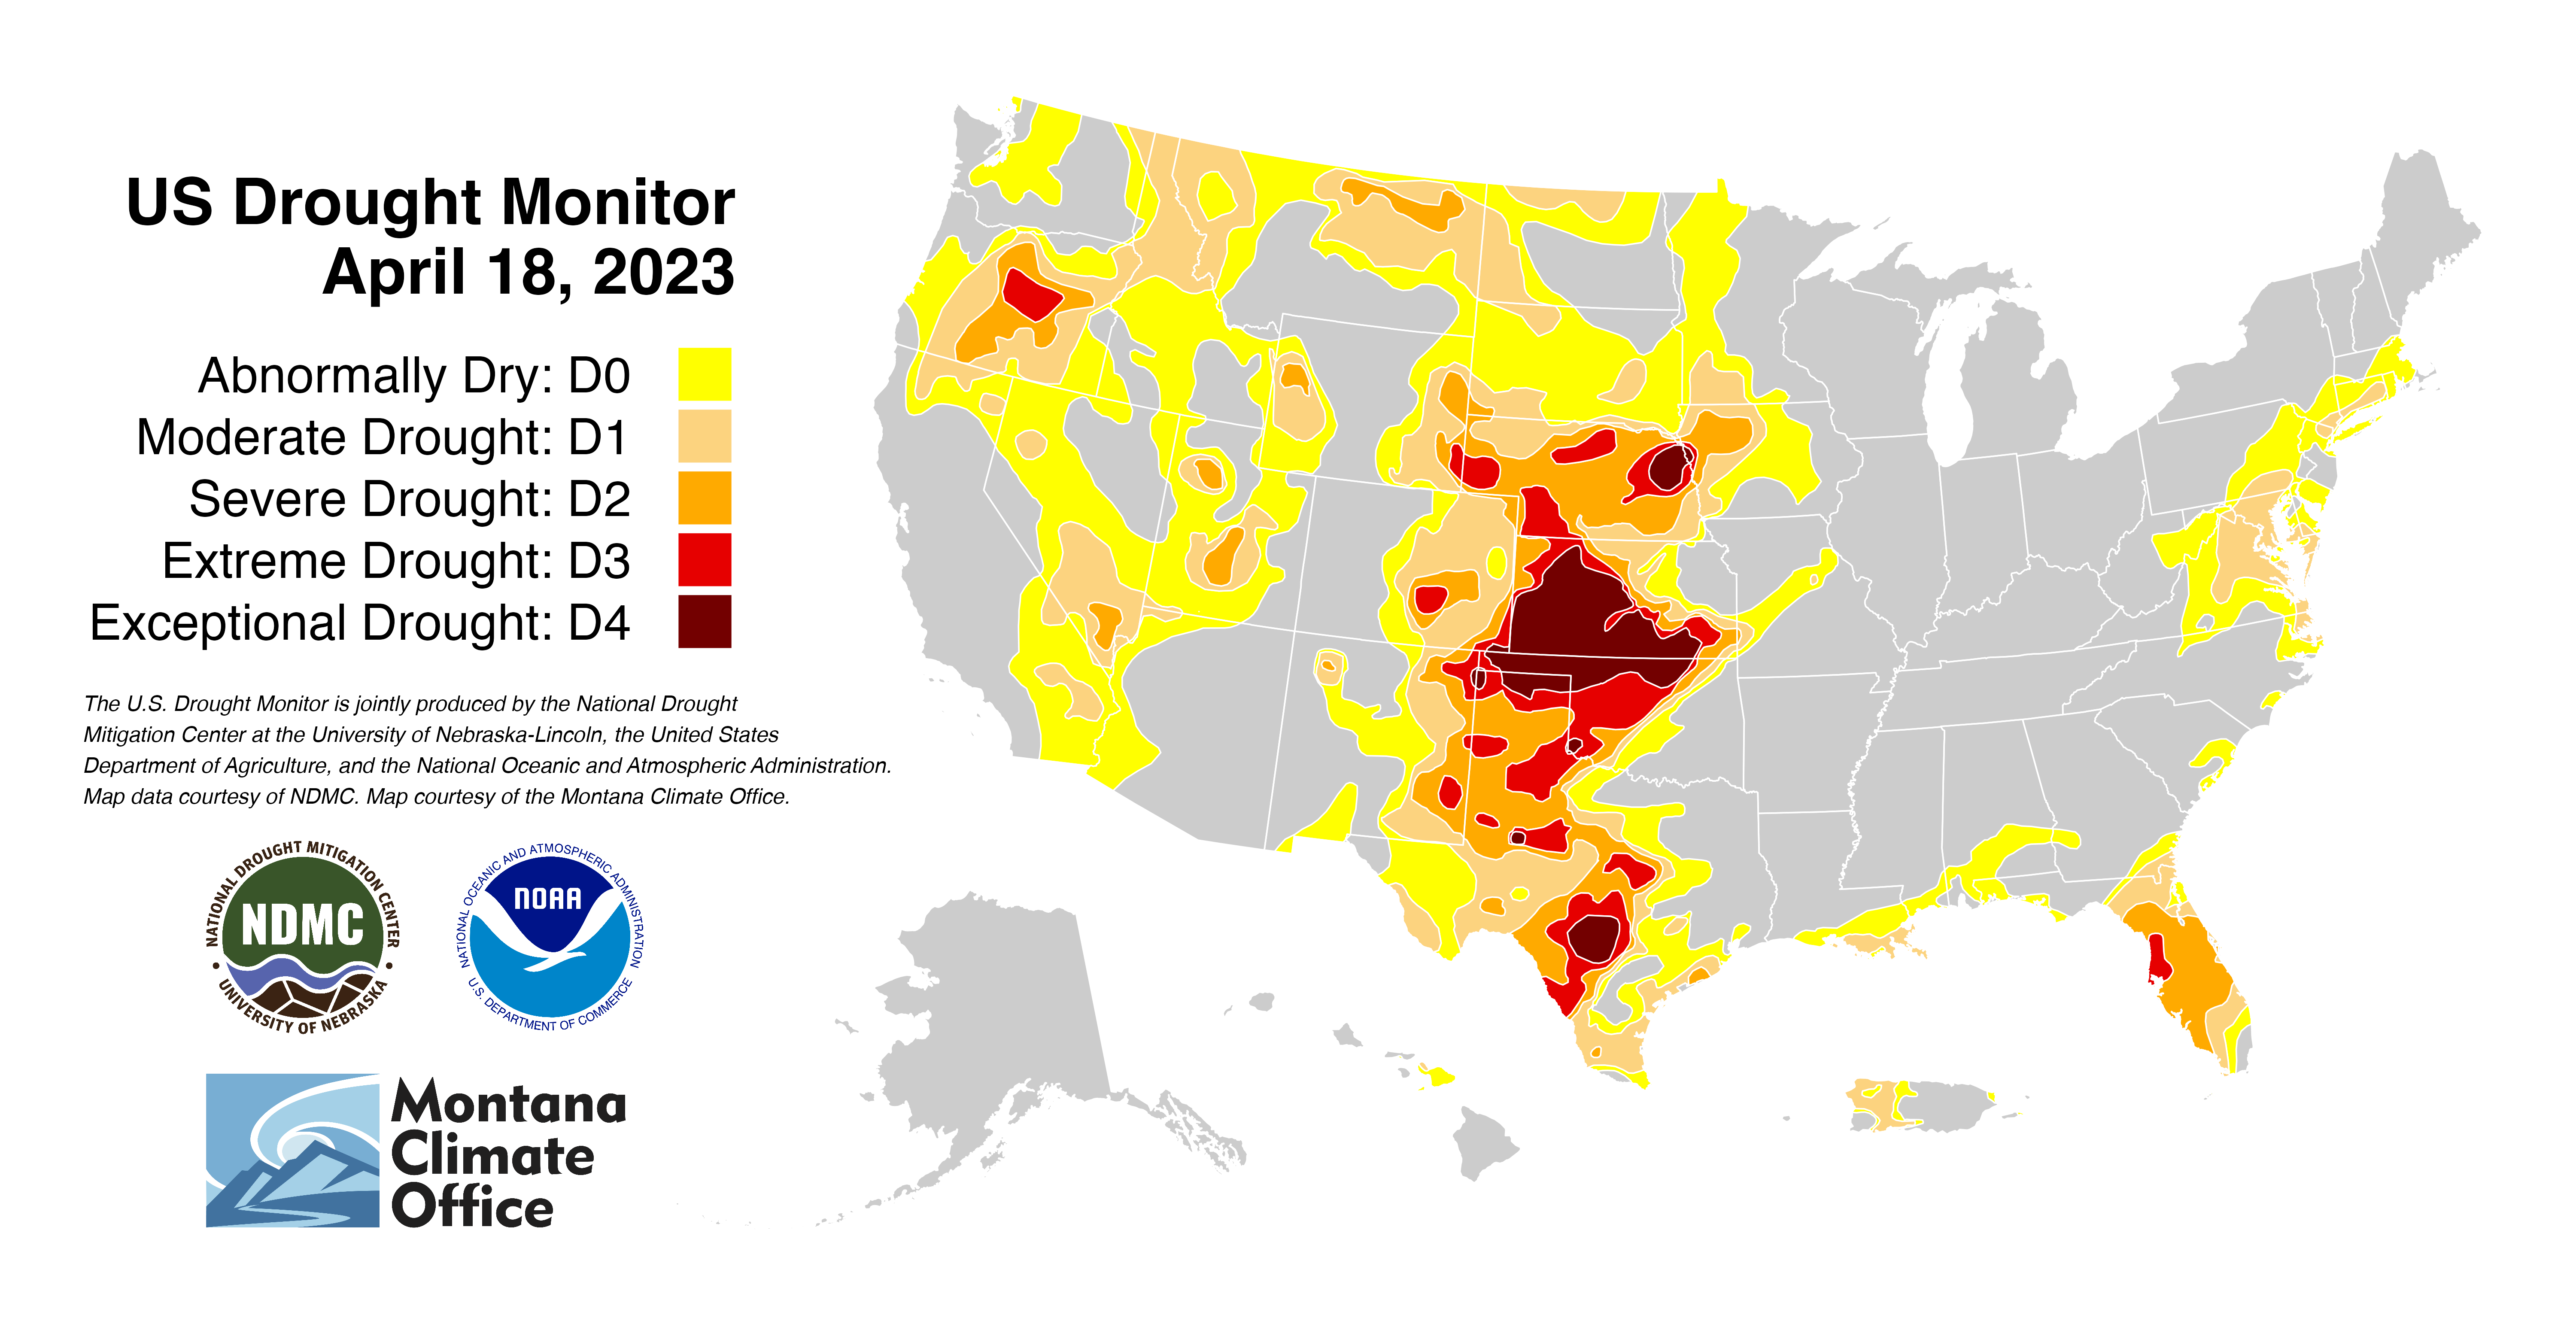 US Drought Monitor
April 18, 2023
Abnormally Dry: D0
Moderate Drought: D1
Severe Drought: D2
Extreme Drought: D3
Exceptional Drought: D4
The U.S. Drought Monitor is jointly produced by the National Drought
Mitigation Center at the University of Nebraska-Lincoln, the United States
Department of Agriculture, and the National Oceanic and Atmospheric Administration.
Map data courtesy of NDMC. Map courtesy of the Montana Climate Office.
NATIONAL DROUGHT MITIGATION CENTER
NDMC
UNIVERSITY OF NEBRASKA
NATIONAL OCEANIC AND ATMOSPHERIC ADMINISTRATION
NOAA
U.S. DEPARTMENT OF COMMERCE
Montana
Climate
Office